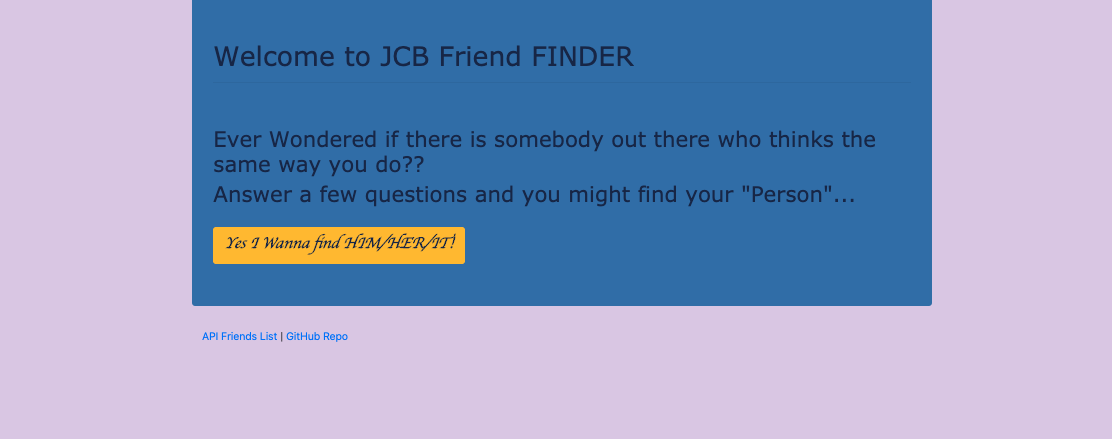 Welcome to JCB Friend FINDER
Ever Wondered if there is somebody out there who thinks the
same way you do??
Answer a few questions and you might find your "Person"...
Yes I Wanna find HIM/HER/IT!
API Friends List | GitHub Repo